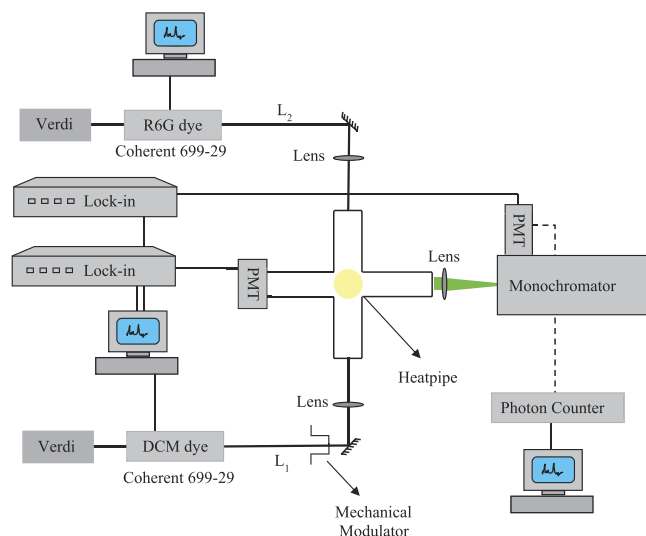 Verdi
R6G dye
L2
Coherent 699-29
Lens
Lock-in
PMT
Lock-in
PMT
Lens
Monochromator
Heatpipe
Lens
Photon Counter
Verdi
DCM dye
L1
Coherent 699-29
Mechanical
Modulator